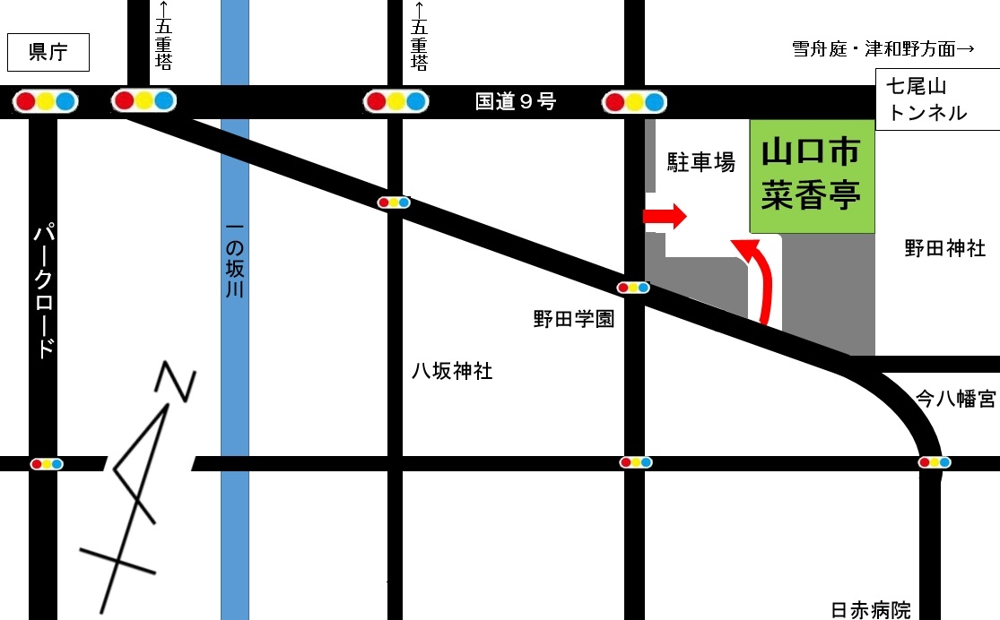 ↑五重塔
↑五重塔
県庁
雪舟庭・津和野方面→
七尾山
トンネル
国道９号
駐車場
山口市
菜香亭
パークロード
一の坂川
野田神社
野田学園
八坂神社
今八幡宮
N
日赤病院